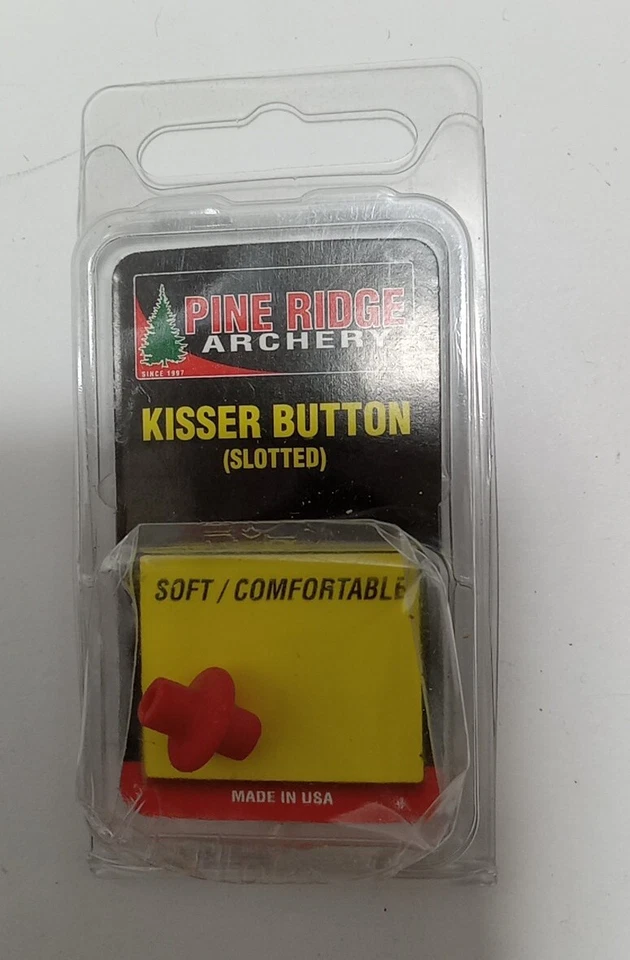 PINE RIDGE
ARCHERY
SINCE 1997
KISSER BUTTON
(SLOTTED)
SOFT / COMFORTABLE
MADE IN USA